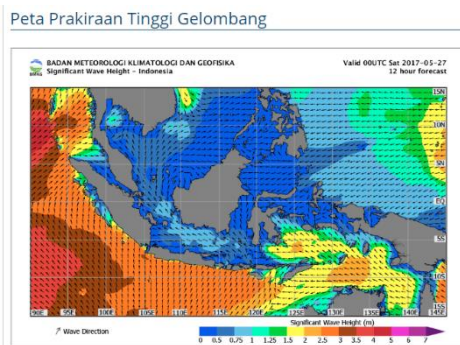 Peta Prakiraan Tinggi Gelombang
BADAN METEOROLOGI KLIMATOLOGI DAN GEOFISIKA
Significant Wave Height - Indonesia
Valid 00UTC Sat 2017-05-27
12 hour forecast
15N
10N
5N
EQ
5S
10S
15S
90E 95E 100E 105E 110E 115E 120E 125E 130E 135E 140E 145E
Wave Direction
Significant Wave Height (m)
0 0.5 0.75 1 1.25 1.5 2 2.5 3 3.5 4 5 6 7